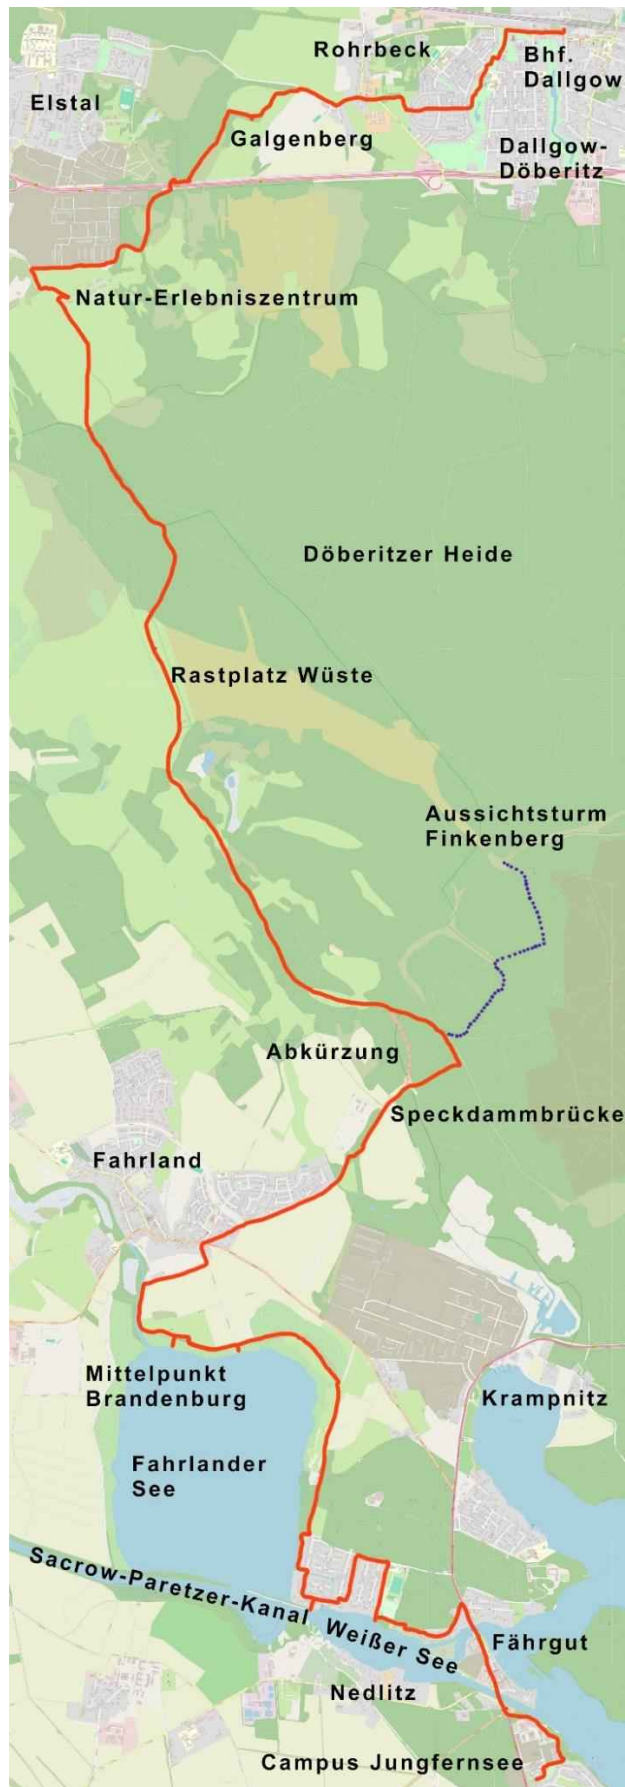 Rohrbeck
Bhf.
Dallgow
Elstal
Galgenberg
Dallgow-
Döberitz
Natur-Erlebniszentrum
Döberitzer Heide
Rastplatz Wüste
Aussichtsturm
Finkenberg
Abkürzung
Speckdammbrücke
Fahrland
Mittelpunkt
Brandenburg
Krampnitz
Fahrlander
See
Sacrow-Paretzer-Kanal
Weißer See
Fährgut
Nedlitz
Campus Jungfernsee